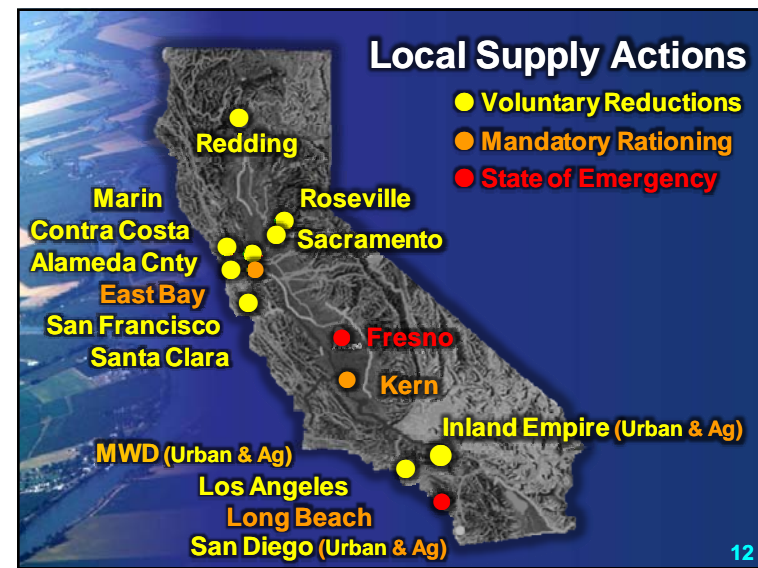 Local Supply Actions
Voluntary Reductions
Mandatory Rationing
State of Emergency
Redding
Marin
Roseville
Contra Costa
Sacramento
Alameda Cnty
East Bay
San Francisco
Santa Clara
Fresno
Kern
Inland Empire (Urban & Ag)
MWD (Urban & Ag)
Los Angeles
Long Beach
San Diego (Urban & Ag)
12